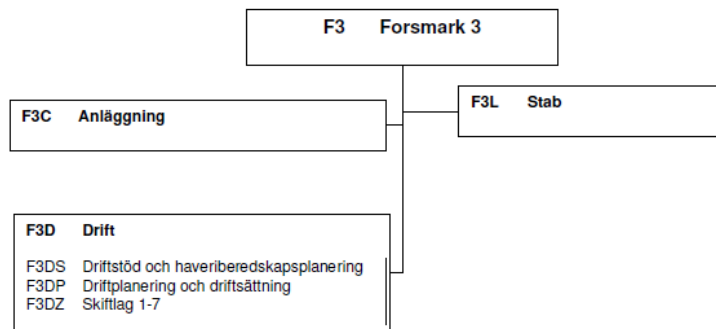 F3 Forsmark 3
F3C Anläggning
F3L Stab
F3D Drift
F3DS Driftstöd och haveriberedskapsplanering
F3DP Driftplanering och driftsättning
F3DZ Skiftlag 1-7